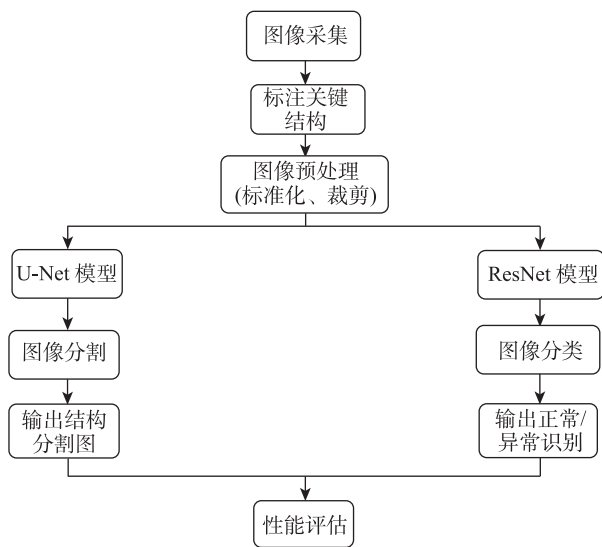 图像采集
标注关键
结构
图像预处理
(标准化、裁剪)
U-Net 模型
ResNet 模型
图像分割
图像分类
输出结构
分割图
输出正常/
异常识别
性能评估